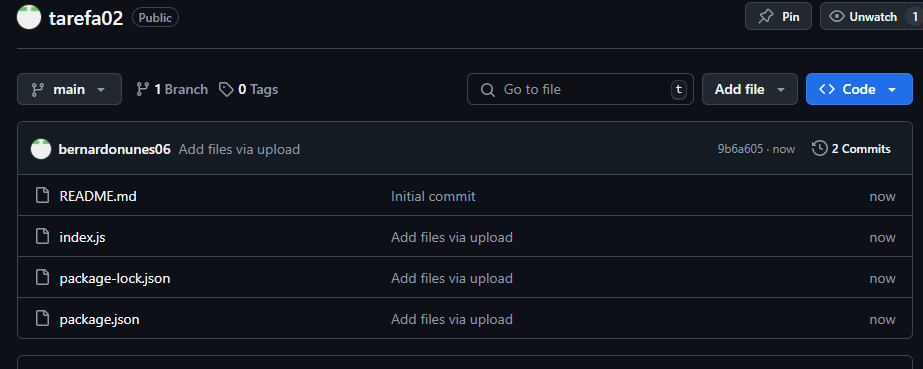 tarefa02 Public Pin Unwatch 1
main 1 Branch 0 Tags Go to file t Add file Code
bernardonunes06 Add files via upload 9b6a605 · now 2 Commits
README.md Initial commit now
index.js Add files via upload now
package-lock.json Add files via upload now
package.json Add files via upload now